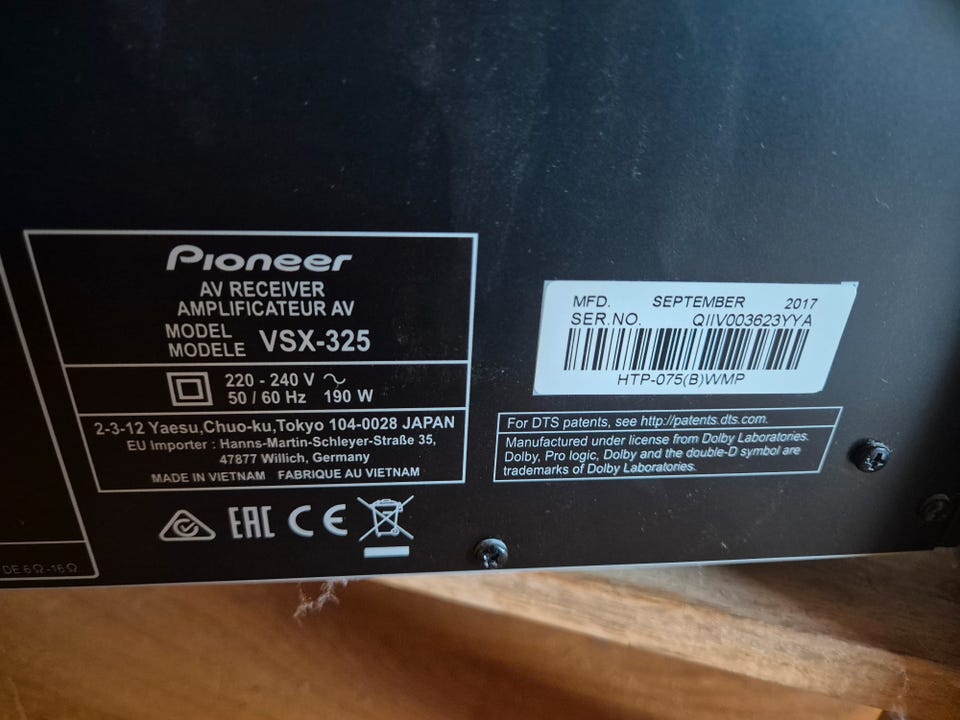 Pioneer
AV RECEIVER
AMPLIFICATEUR AV
MODEL
MODELE VSX-325
220 - 240 V ~
50 / 60 Hz 190 W
2-3-12 Yaesu,Chuo-ku,Tokyo 104-0028 JAPAN
EU Importer : Hanns-Martin-Schleyer-Straße 35,
47877 Willich, Germany
MADE IN VIETNAM FABRIQUE AU VIETNAM
EAC CE
DE 6Ω-16Ω
MFD. SEPTEMBER 2017
SER.NO. QIIV003623YYA
HTP-075(B)WMP
For DTS patents, see http://patents.dts.com.
Manufactured under license from Dolby Laboratories.
Dolby, Pro logic, Dolby and the double-D symbol are
trademarks of Dolby Laboratories.